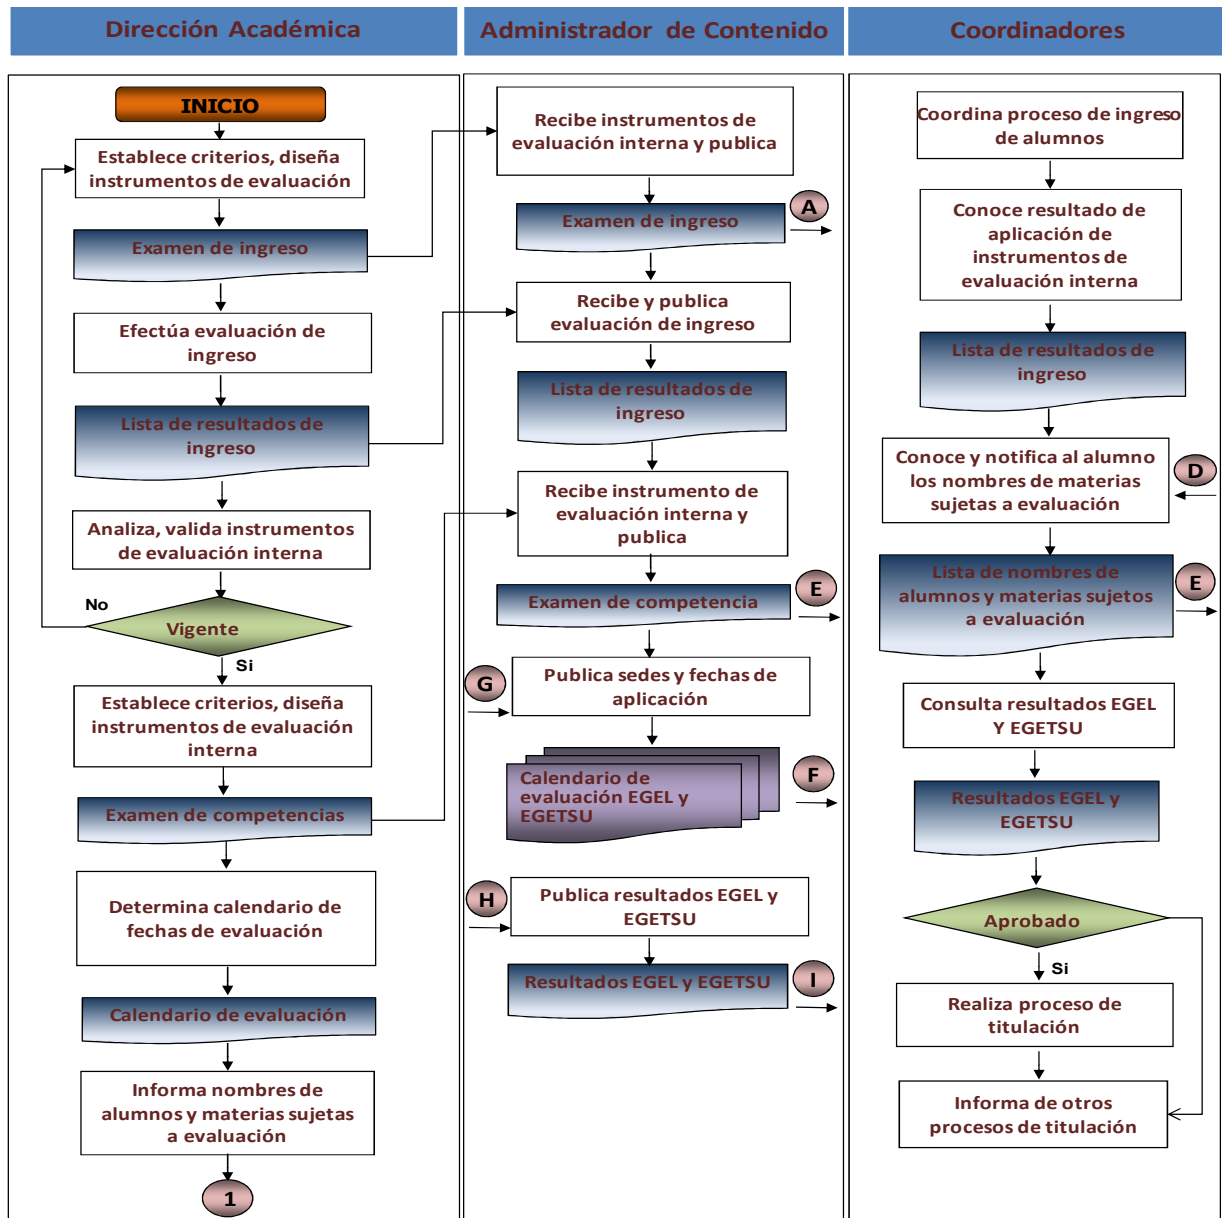 Dirección Académica
Administrador de Contenido
Coordinadores
INICIO
Establece criterios, diseña
instrumentos de evaluación
Examen de ingreso
Efectúa evaluación de
ingreso
Lista de resultados de
ingreso
Analiza, valida instrumentos
de evaluación interna
No
Vigente
Si
Establece criterios, diseña
instrumentos de evaluación
interna
Examen de competencias
Determina calendario de
fechas de evaluación
Calendario de evaluación
Informa nombres de
alumnos y materias sujetas
a evaluación
1
Recibe instrumentos de
evaluación interna y publica
A
Examen de ingreso
Recibe y publica
evaluación de ingreso
Lista de resultados de
ingreso
Recibe instrumento de
evaluación interna y
publica
Examen de competencia
E
G
Publica sedes y fechas de
aplicación
Calendario de
evaluación EGEL y
EGETSU
F
H
Publica resultados EGEL y
EGETSU
Resultados EGEL y EGETSU
I
Coordina proceso de ingreso
de alumnos
Conoce resultado de
aplicación de
instrumentos de
evaluación interna
Lista de resultados de
ingreso
Conoce y notifica al alumno
los nombres de materias
sujetas a evaluación
D
Lista de nombres de
alumnos y materias sujetos
a evaluación
E
Consulta resultados EGEL
Y EGETSU
Resultados EGEL y
EGETSU
Aprobado
Si
Realiza proceso de
titulación
Informa de otros
procesos de titulación